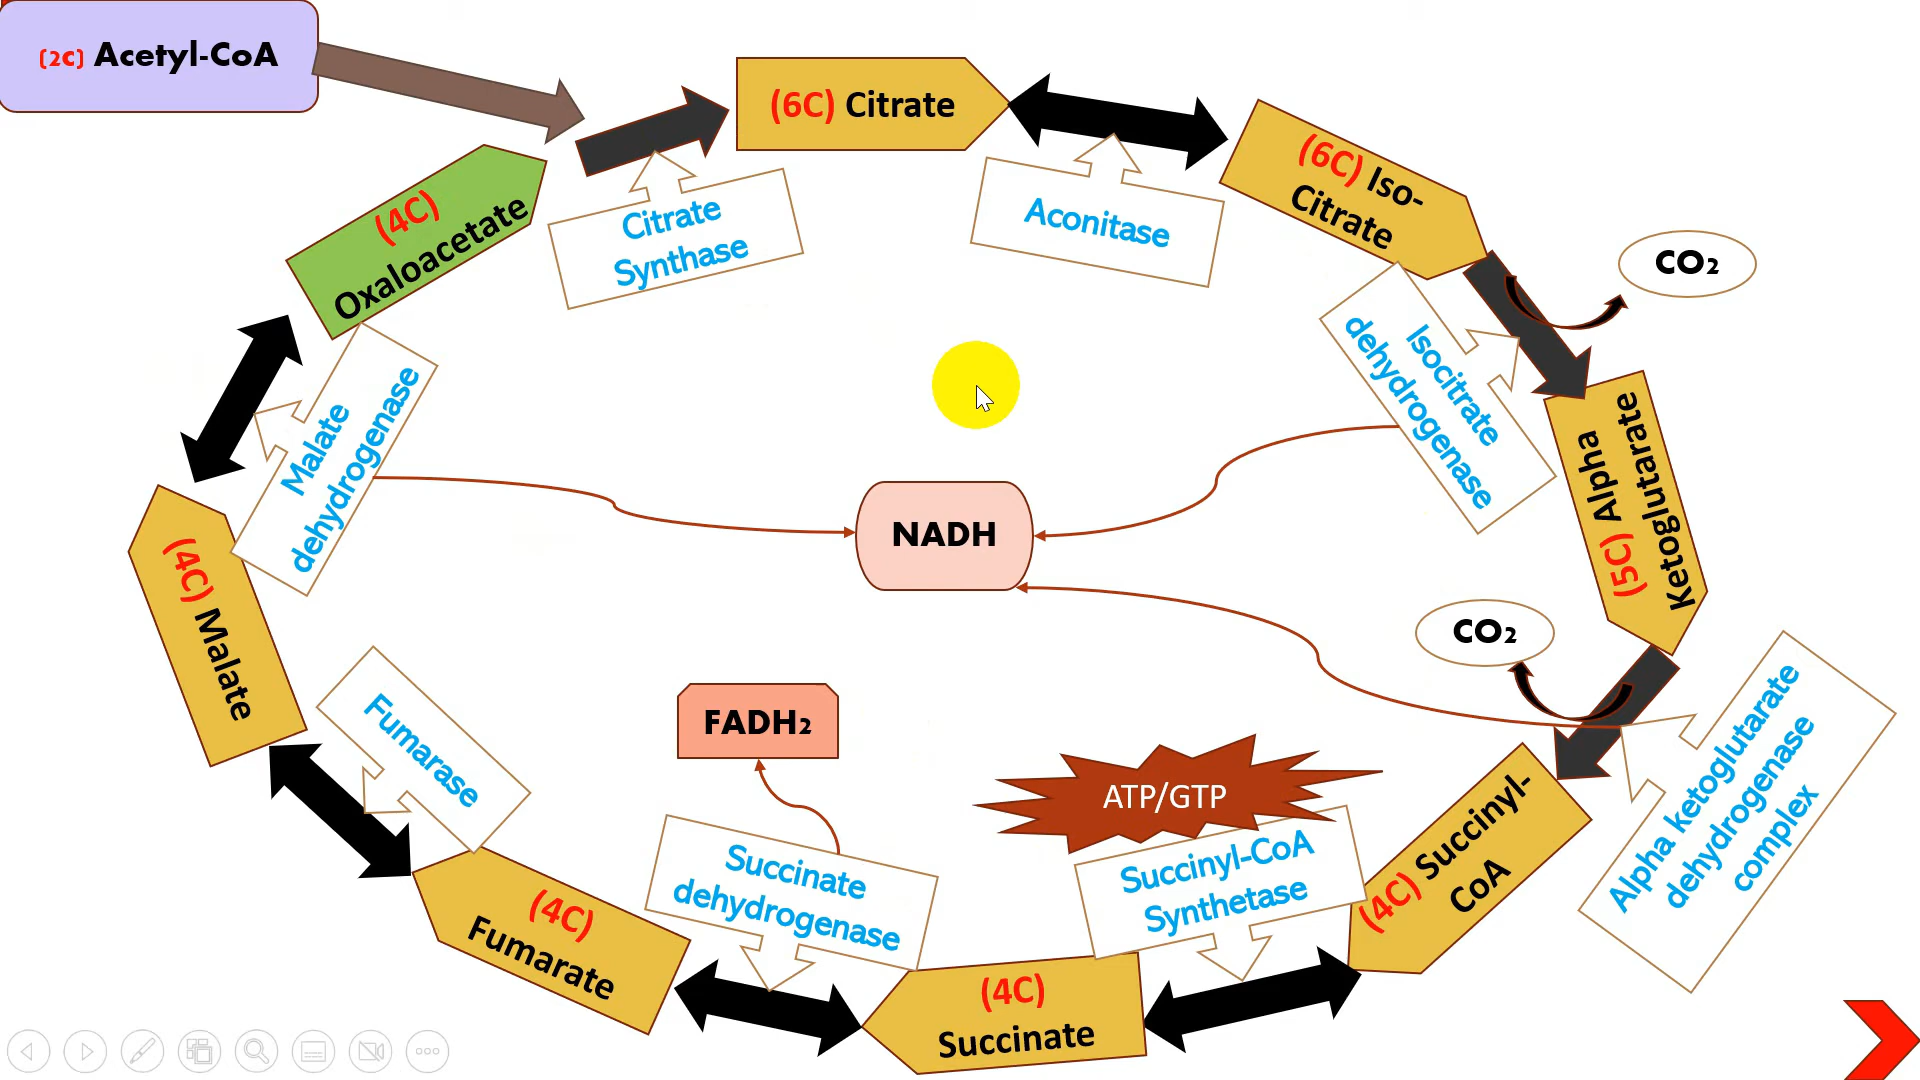 (2C) Acetyl-CoA
(6C) Citrate
(6C) Iso-
Citrate
CO₂
(4C)
Oxaloacetate
Citrate
Synthase
Aconitase
Isocitrate
dehydrogenase
(5C) Alpha
Ketoglutarate
Malate
dehydrogenase
NADH
(4C) Malate
CO₂
Alpha ketoglutarate
dehydrogenase
complex
Fumarase
FADH₂
ATP/GTP
(4C) Succinyl-
CoA
Succinate
dehydrogenase
Succinyl-CoA
Synthetase
(4C)
Fumarate
(4C)
Succinate